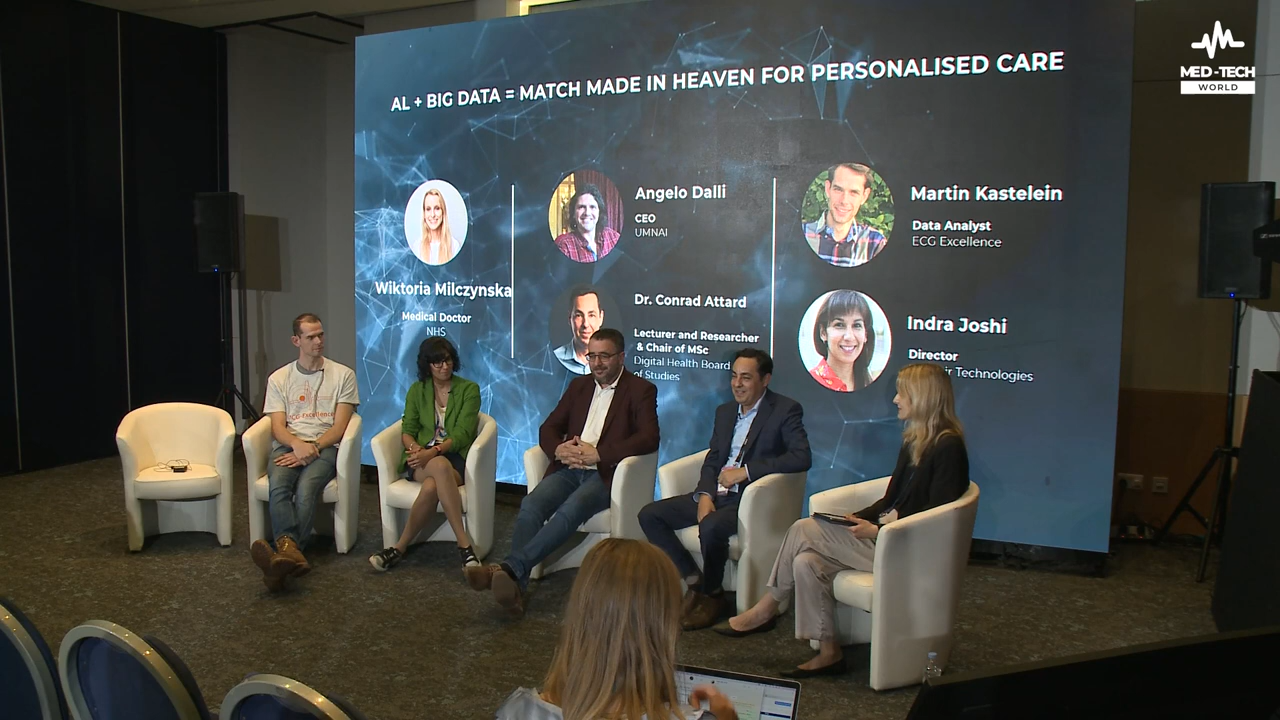 MED-TECH
WORLD
AL + BIG DATA = MATCH MADE IN HEAVEN FOR PERSONALISED CARE
Wiktoria Milczynska
Medical Doctor
NHS
Angelo Dalli
CEO
UMNAI
Dr. Conrad Attard
Lecturer and Researcher
& Chair of MSc
Digital Health Board
of Studies
Martin Kastelein
Data Analyst
ECG Excellence
Indra Joshi
Director
Technologies
ECG Excellence